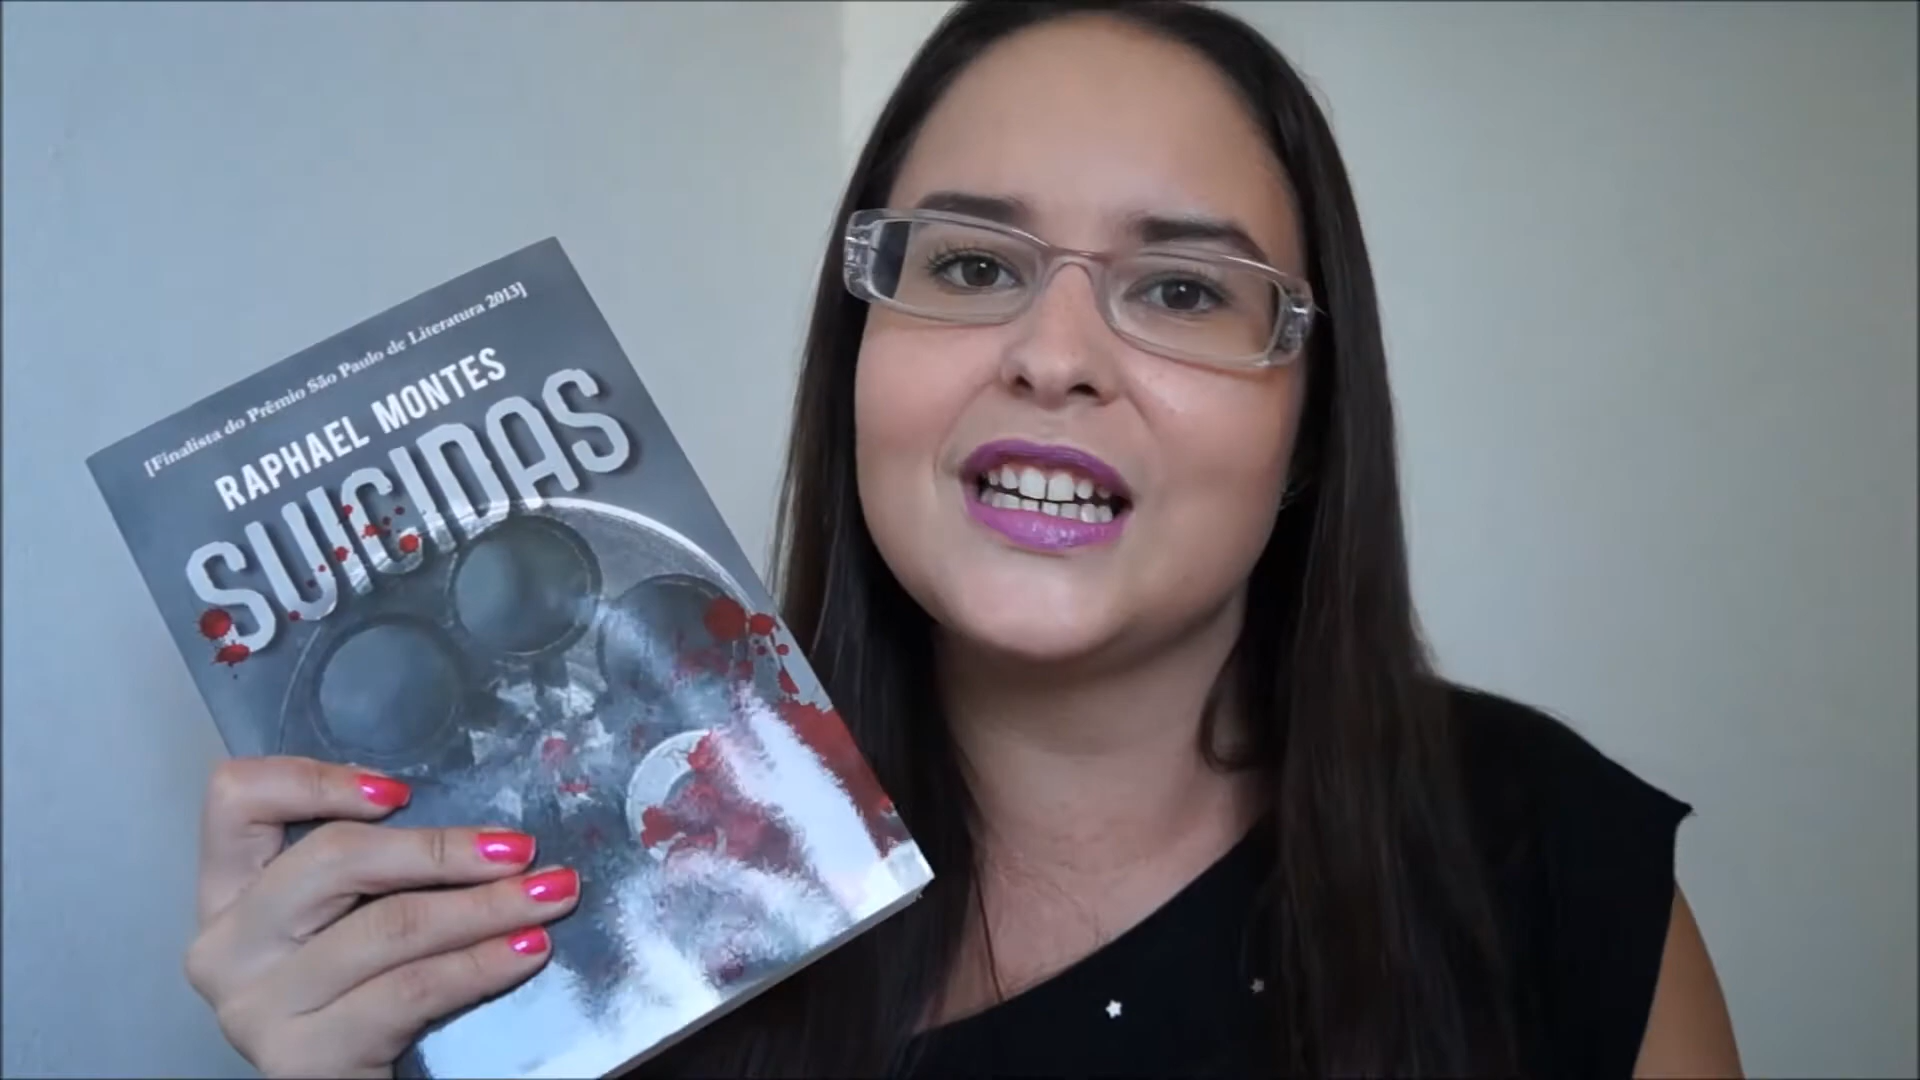 [Finalista do Prêmio São Paulo de Literatura 2013]
RAPHAEL MONTES
SUICIDAS